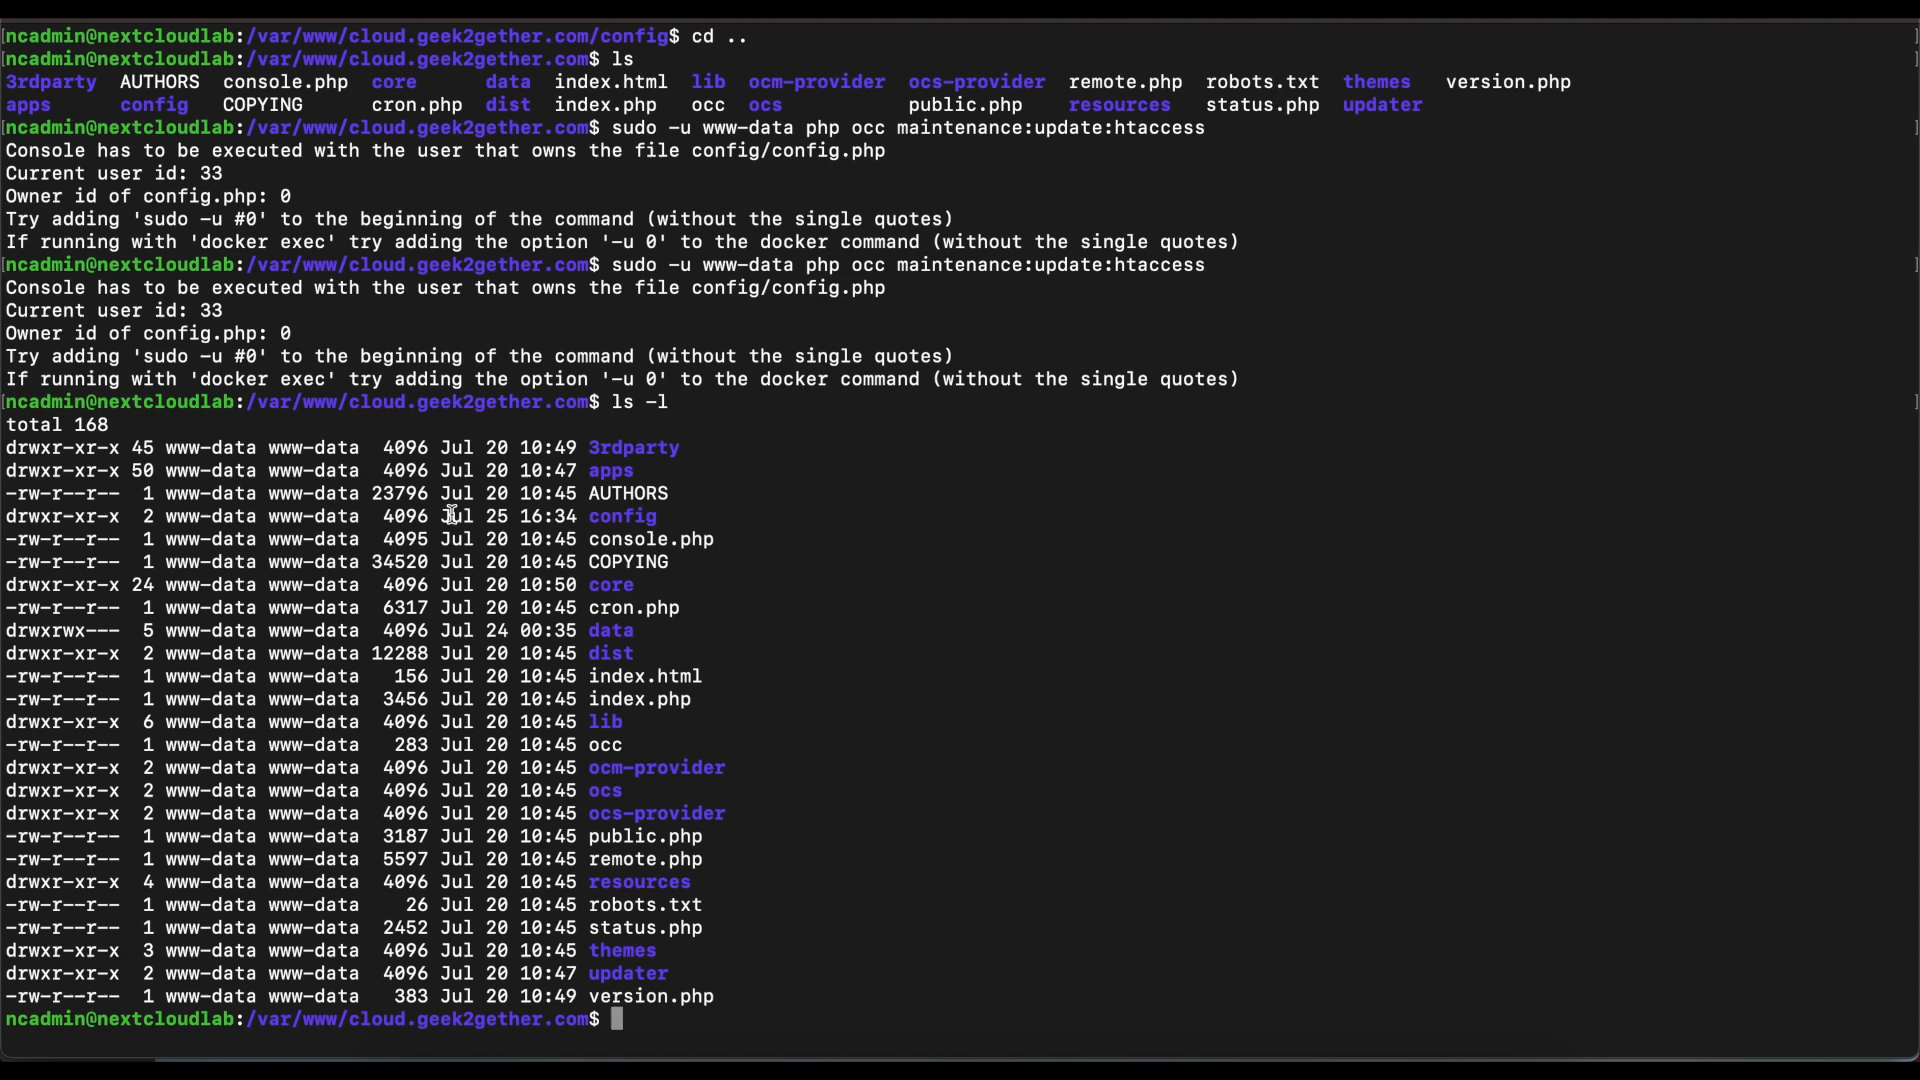 ncadmin@nextcloudlab:/var/www/cloud.geek2gether.com/config$ cd ..
ncadmin@nextcloudlab:/var/www/cloud.geek2gether.com$ ls
3rdparty  AUTHORS  console.php  core      data  index.html  lib  ocm-provider  ocs-provider  remote.php  robots.txt  themes   version.php
apps      config   COPYING      cron.php  dist  index.php   occ  ocs           public.php    resources   status.php  updater
ncadmin@nextcloudlab:/var/www/cloud.geek2gether.com$ sudo -u www-data php occ maintenance:update:htaccess
Console has to be executed with the user that owns the file config/config.php
Current user id: 33
Owner id of config.php: 0
Try adding 'sudo -u #0' to the beginning of the command (without the single quotes)
If running with 'docker exec' try adding the option '-u 0' to the docker command (without the single quotes)
ncadmin@nextcloudlab:/var/www/cloud.geek2gether.com$ sudo -u www-data php occ maintenance:update:htaccess
Console has to be executed with the user that owns the file config/config.php
Current user id: 33
Owner id of config.php: 0
Try adding 'sudo -u #0' to the beginning of the command (without the single quotes)
If running with 'docker exec' try adding the option '-u 0' to the docker command (without the single quotes)
ncadmin@nextcloudlab:/var/www/cloud.geek2gether.com$ ls -l
total 168
drwxr-xr-x 45 www-data www-data  4096 Jul 20 10:49 3rdparty
drwxr-xr-x 50 www-data www-data  4096 Jul 20 10:47 apps
-rw-r--r--  1 www-data www-data 23796 Jul 20 10:45 AUTHORS
drwxr-xr-x  2 www-data www-data  4096 Jul 25 16:34 config
-rw-r--r--  1 www-data www-data  4095 Jul 20 10:45 console.php
-rw-r--r--  1 www-data www-data 34520 Jul 20 10:45 COPYING
drwxr-xr-x 24 www-data www-data  4096 Jul 20 10:50 core
-rw-r--r--  1 www-data www-data  6317 Jul 20 10:45 cron.php
drwxrwx---  5 www-data www-data  4096 Jul 24 00:35 data
drwxr-xr-x  2 www-data www-data 12288 Jul 20 10:45 dist
-rw-r--r--  1 www-data www-data   156 Jul 20 10:45 index.html
-rw-r--r--  1 www-data www-data  3456 Jul 20 10:45 index.php
drwxr-xr-x  6 www-data www-data  4096 Jul 20 10:45 lib
-rw-r--r--  1 www-data www-data   283 Jul 20 10:45 occ
drwxr-xr-x  2 www-data www-data  4096 Jul 20 10:45 ocm-provider
drwxr-xr-x  2 www-data www-data  4096 Jul 20 10:45 ocs
drwxr-xr-x  2 www-data www-data  4096 Jul 20 10:45 ocs-provider
-rw-r--r--  1 www-data www-data  3187 Jul 20 10:45 public.php
-rw-r--r--  1 www-data www-data  5597 Jul 20 10:45 remote.php
drwxr-xr-x  4 www-data www-data  4096 Jul 20 10:45 resources
-rw-r--r--  1 www-data www-data    26 Jul 20 10:45 robots.txt
-rw-r--r--  1 www-data www-data  2452 Jul 20 10:45 status.php
drwxr-xr-x  3 www-data www-data  4096 Jul 20 10:45 themes
drwxr-xr-x  2 www-data www-data  4096 Jul 20 10:47 updater
-rw-r--r--  1 www-data www-data   383 Jul 20 10:49 version.php
ncadmin@nextcloudlab:/var/www/cloud.geek2gether.com$